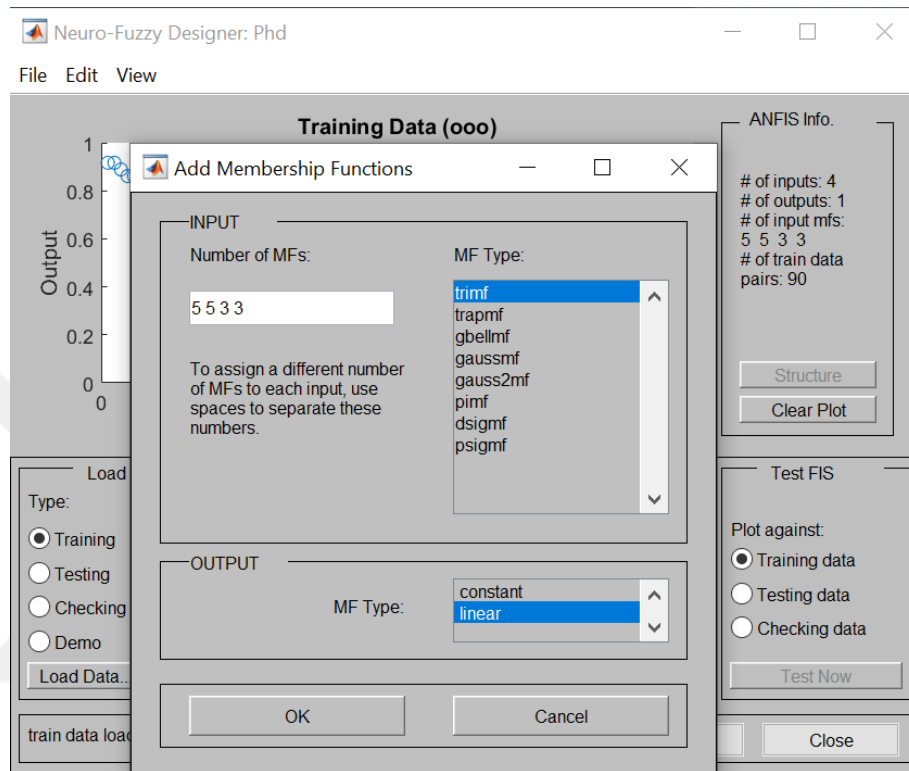 Neuro-Fuzzy Designer: Phd
File Edit View
Training Data (ooo)
1
0.8
0.6
0.4
0.2
0
0
Output
Add Membership Functions
INPUT
Number of MFs:
5 5 3 3
To assign a different number
of MFs to each input, use
spaces to separate these
numbers.
MF Type:
trimf
trapmf
gbellmf
gaussmf
gauss2mf
pimf
dsigmf
psigmf
OUTPUT
MF Type:
constant
linear
OK
Cancel
ANFIS Info.
# of inputs: 4
# of outputs: 1
# of input mfs:
5 5 3 3
# of train data
pairs: 90
Structure
Clear Plot
Load
Type:
Training
Testing
Checking
Demo
Load Data..
Test FIS
Plot against:
Training data
Testing data
Checking data
Test Now
train data load
Close